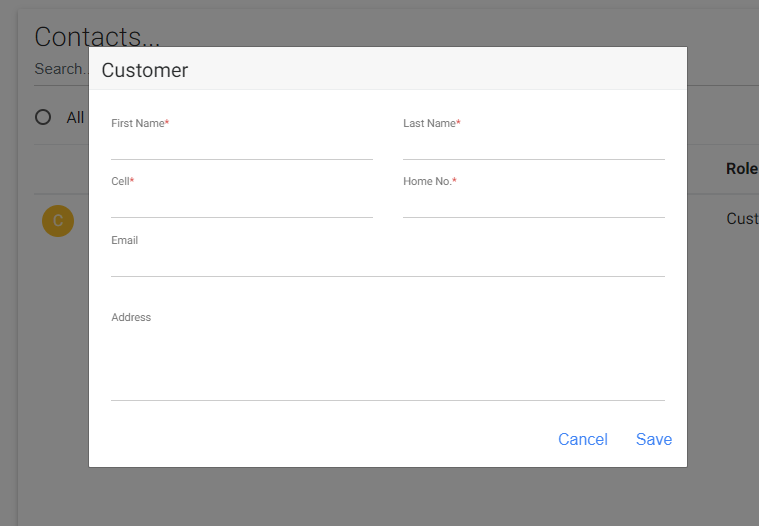 Contacts...
Search..
All
Role
C
Cust
Customer
First Name* Last Name*
Cell* Home No.*
Email
Address
Cancel Save